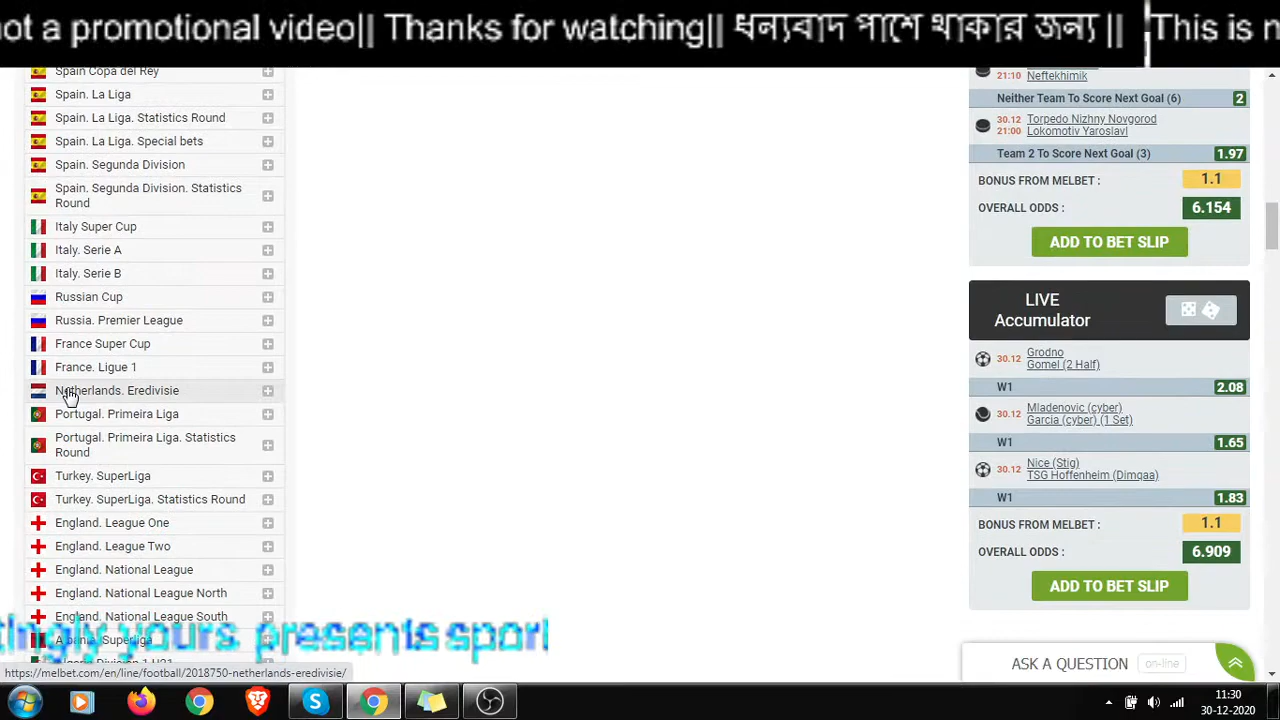 ot a promotional video|| Thanks for watching|| ধন্যবাদ পাশে থাকার জন্য || This is n
Spain Copa del Rey
Spain. La Liga
Spain. La Liga. Statistics Round
Spain. La Liga. Special bets
Spain. Segunda Division
Spain. Segunda Division. Statistics
Round
Italy Super Cup
Italy. Serie A
Italy. Serie B
Russian Cup
Russia. Premier League
France Super Cup
France. Ligue 1
Netherlands. Eredivisie
Portugal. Primeira Liga
Portugal. Primeira Liga. Statistics
Round
Turkey. SuperLiga
Turkey. SuperLiga. Statistics Round
England. League One
England. League Two
England. National League
England. National League North
England. National League South
tingly yours presents sport
https://melbet.com/en/line/football/2018750-netherlands-eredivisie/
21:10 Neftekhimik
Neither Team To Score Next Goal (6) 2
30.12 Torpedo Nizhny Novgorod
21:00 Lokomotiv Yaroslavl
Team 2 To Score Next Goal (3) 1.97
BONUS FROM MELBET : 1.1
OVERALL ODDS : 6.154
ADD TO BET SLIP
LIVE
Accumulator
30.12 Grodno
Gomel (2 Half)
W1 2.08
30.12 Mladenovic (cyber)
Garcia (cyber) (1 Set)
W1 1.65
30.12 Nice (Stig)
TSG Hoffenheim (Dimqaa)
W1 1.83
BONUS FROM MELBET : 1.1
OVERALL ODDS : 6.909
ADD TO BET SLIP
ASK A QUESTION on-line
11:30
30-12-2020